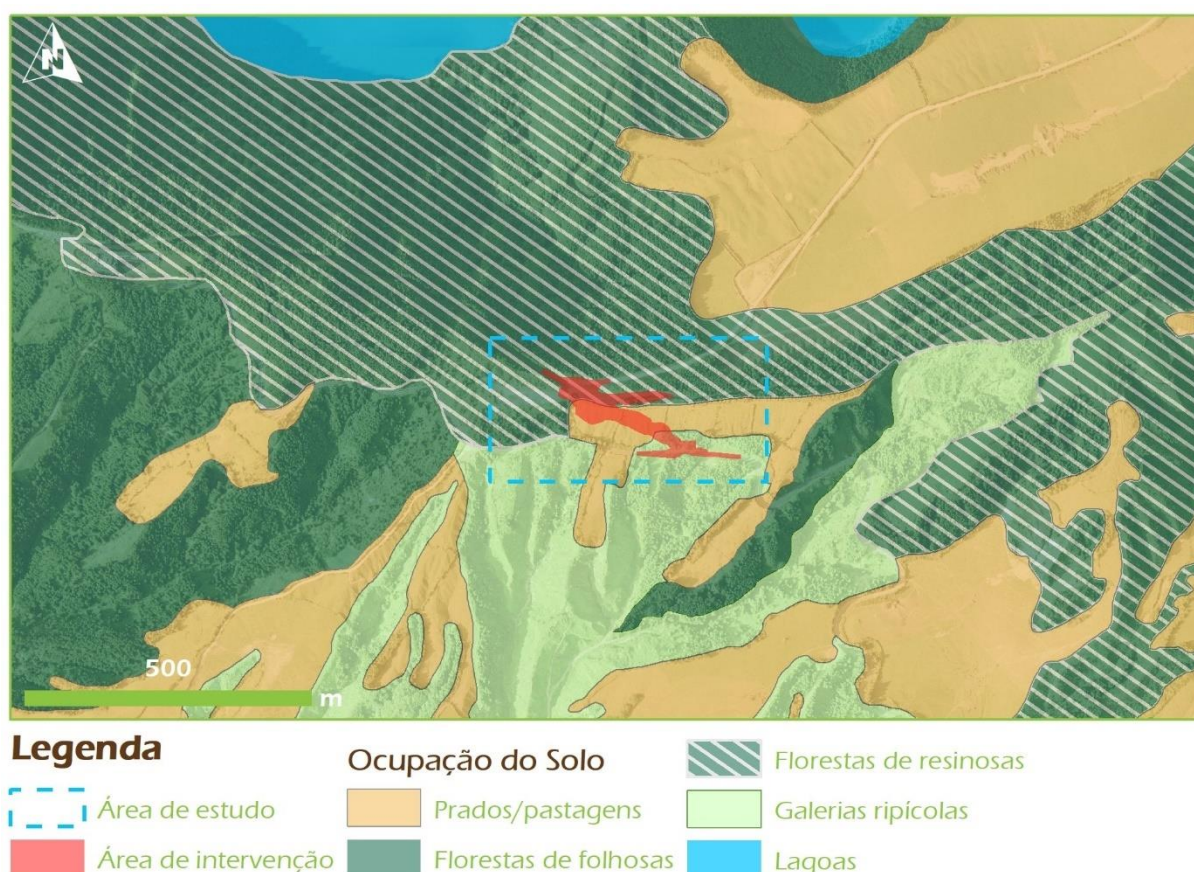 N
500
m
Legenda
Área de estudo
Área de intervenção
Ocupação do Solo
Prados/pastagens
Florestas de folhosas
Florestas de resinosas
Galerias ripícolas
Lagoas